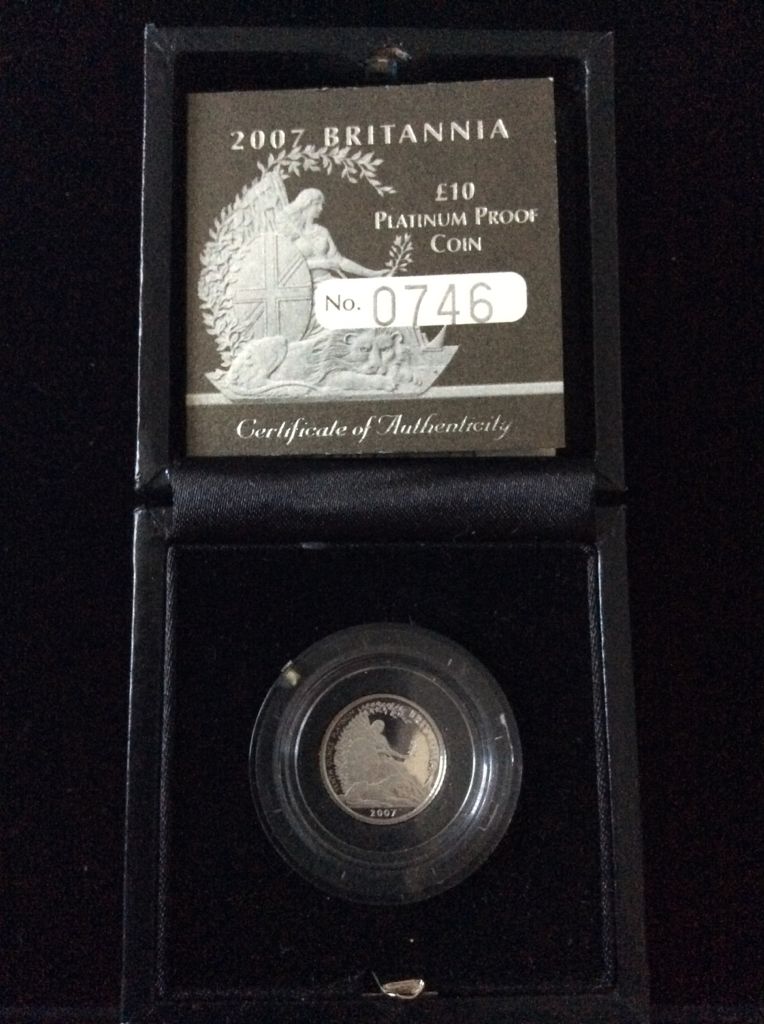 2007 BRITANNIA
£10
PLATINUM PROOF
COIN
No. 0746
Certificate of Authenticity
2007